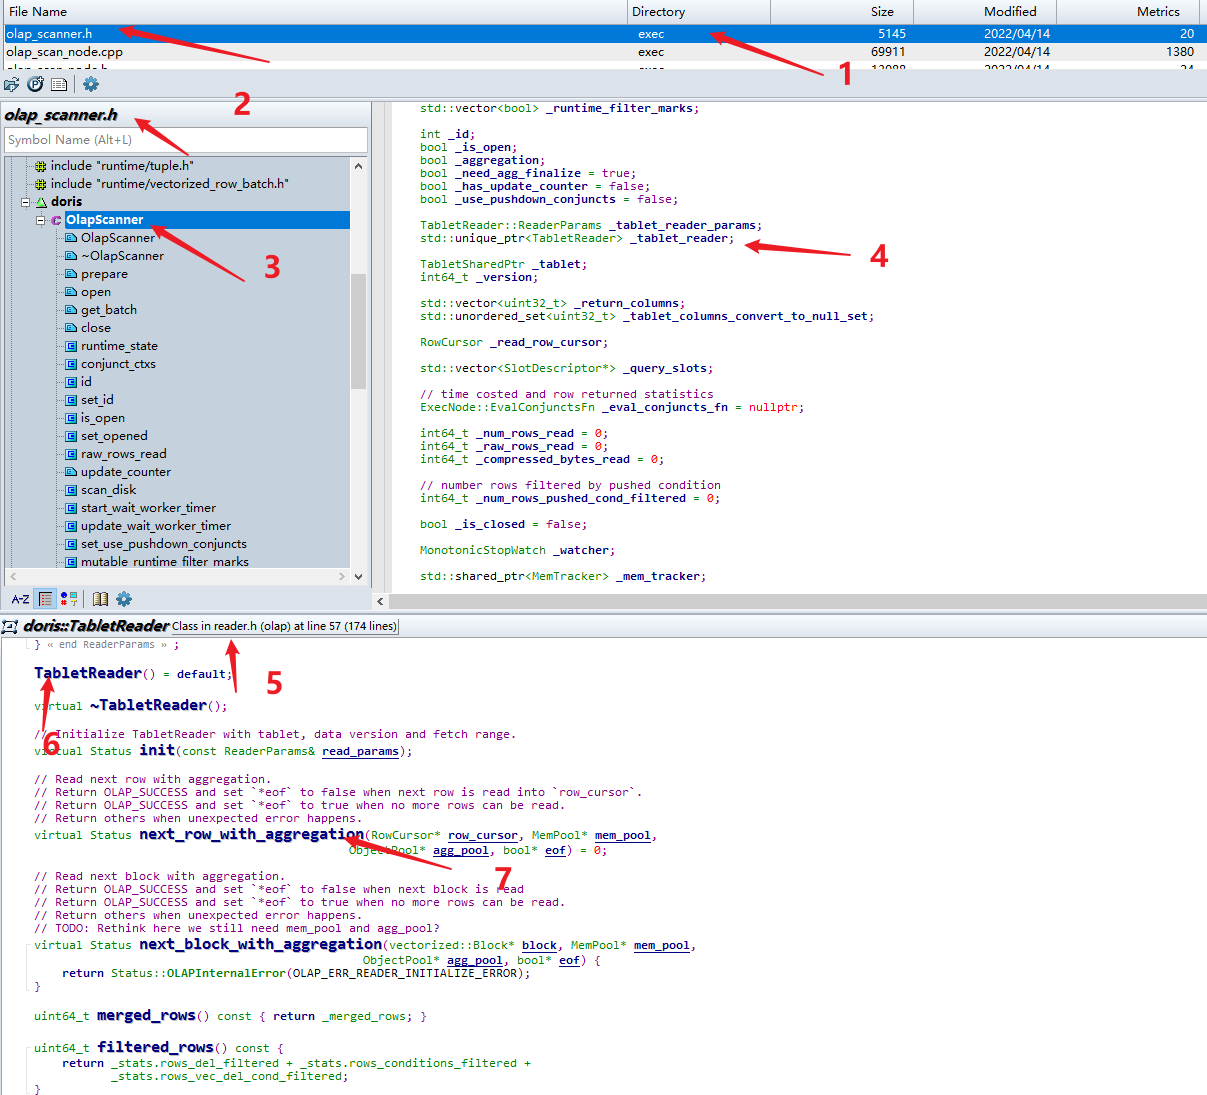 File Name Directory Size Modified Metrics
olap_scanner.h exec 5145 2022/04/14 20
olap_scan_node.cpp exec 69911 2022/04/14 1380
olap_scan_node.h exec 13088 2022/04/14 24
1
2
olap_scanner.h
Symbol Name (Alt+L)
include "runtime/tuple.h"
include "runtime/vectorized_row_batch.h"
doris
OlapScanner
OlapScanner
~OlapScanner
prepare
open
get_batch
close
runtime_state
conjunct_ctxs
id
set_id
is_open
set_opened
raw_rows_read
update_counter
scan_disk
start_wait_worker_timer
update_wait_worker_timer
set_use_pushdown_conjuncts
mutable_runtime_filter_marks
3
A-Z
std::vector<bool> _runtime_filter_marks;
int _id;
bool _is_open;
bool _aggregation;
bool _need_agg_finalize = true;
bool _has_update_counter = false;
bool _use_pushdown_conjuncts = false;
TabletReader::ReaderParams _tablet_reader_params;
std::unique_ptr<TabletReader> _tablet_reader;
4
TabletSharedPtr _tablet;
int64_t _version;
std::vector<uint32_t> _return_columns;
std::unordered_set<uint32_t> _tablet_columns_convert_to_null_set;
RowCursor _read_row_cursor;
std::vector<SlotDescriptor*> _query_slots;
// time costed and row returned statistics
ExecNode::EvalConjunctsFn _eval_conjuncts_fn = nullptr;
int64_t _num_rows_read = 0;
int64_t _raw_rows_read = 0;
int64_t _compressed_bytes_read = 0;
// number rows filtered by pushed condition
int64_t _num_rows_pushed_cond_filtered = 0;
bool _is_closed = false;
MonotonicStopWatch _watcher;
std::shared_ptr<MemTracker> _mem_tracker;
doris::TabletReader Class in reader.h (olap) at line 57 (174 lines)
} « end ReaderParams » ;
TabletReader() = default;
5
virtual ~TabletReader();
6
// Initialize TabletReader with tablet, data version and fetch range.
virtual Status init(const ReaderParams& read_params);
// Read next row with aggregation.
// Return OLAP_SUCCESS and set `*eof` to false when next row is read into `row_cursor`.
// Return OLAP_SUCCESS and set `*eof` to true when no more rows can be read.
// Return others when unexpected error happens.
virtual Status next_row_with_aggregation(RowCursor* row_cursor, MemPool* mem_pool,
ObjectPool* agg_pool, bool* eof) = 0;
7
// Read next block with aggregation.
// Return OLAP_SUCCESS and set `*eof` to false when next block is read
// Return OLAP_SUCCESS and set `*eof` to true when no more rows can be read.
// Return others when unexpected error happens.
// TODO: Rethink here we still need mem_pool and agg_pool?
virtual Status next_block_with_aggregation(vectorized::Block* block, MemPool* mem_pool,
ObjectPool* agg_pool, bool* eof) {
return Status::OLAPInternalError(OLAP_ERR_READER_INITIALIZE_ERROR);
}
uint64_t merged_rows() const { return _merged_rows; }
uint64_t filtered_rows() const {
return _stats.rows_del_filtered + _stats.rows_conditions_filtered +
_stats.rows_vec_del_cond_filtered;
}